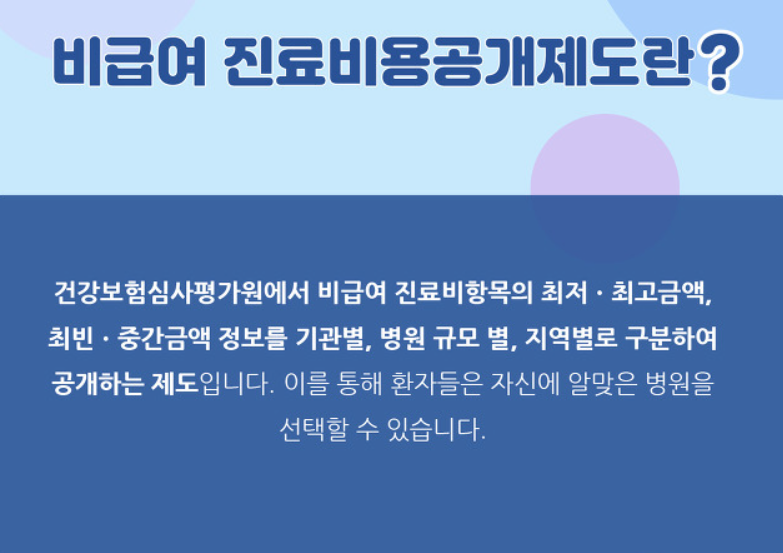 비급여 진료비용공개제도란?
건강보험심사평가원에서 비급여 진료비항목의 최저 · 최고금액,
최빈 · 중간금액 정보를 기관별, 병원 규모 별, 지역별로 구분하여
공개하는 제도입니다. 이를 통해 환자들은 자신에 알맞은 병원을
선택할 수 있습니다.